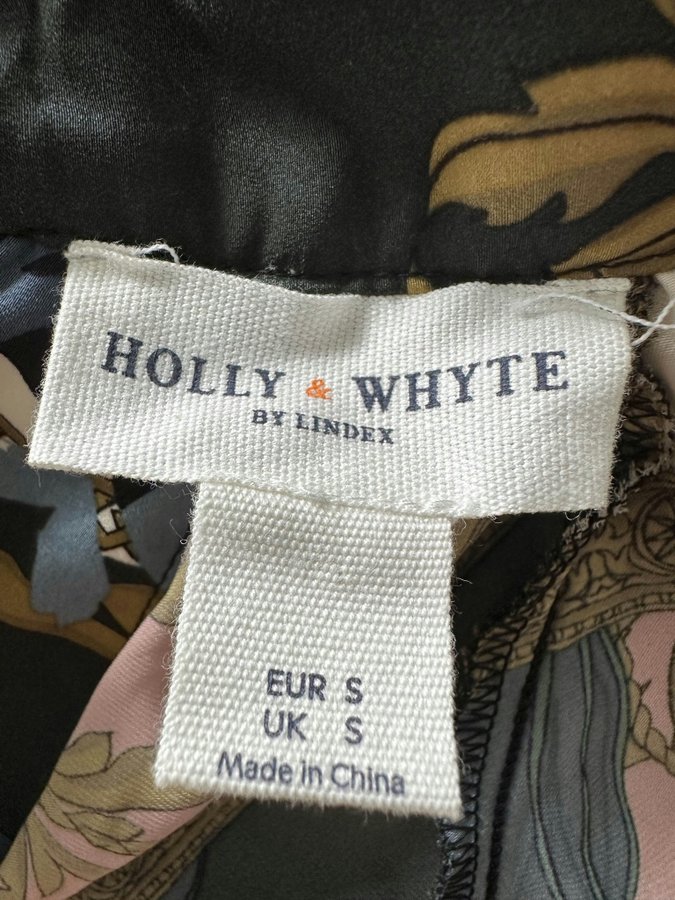 HOLLY & WHYTE
BY LINDEX
EUR S
UK S
Made in China